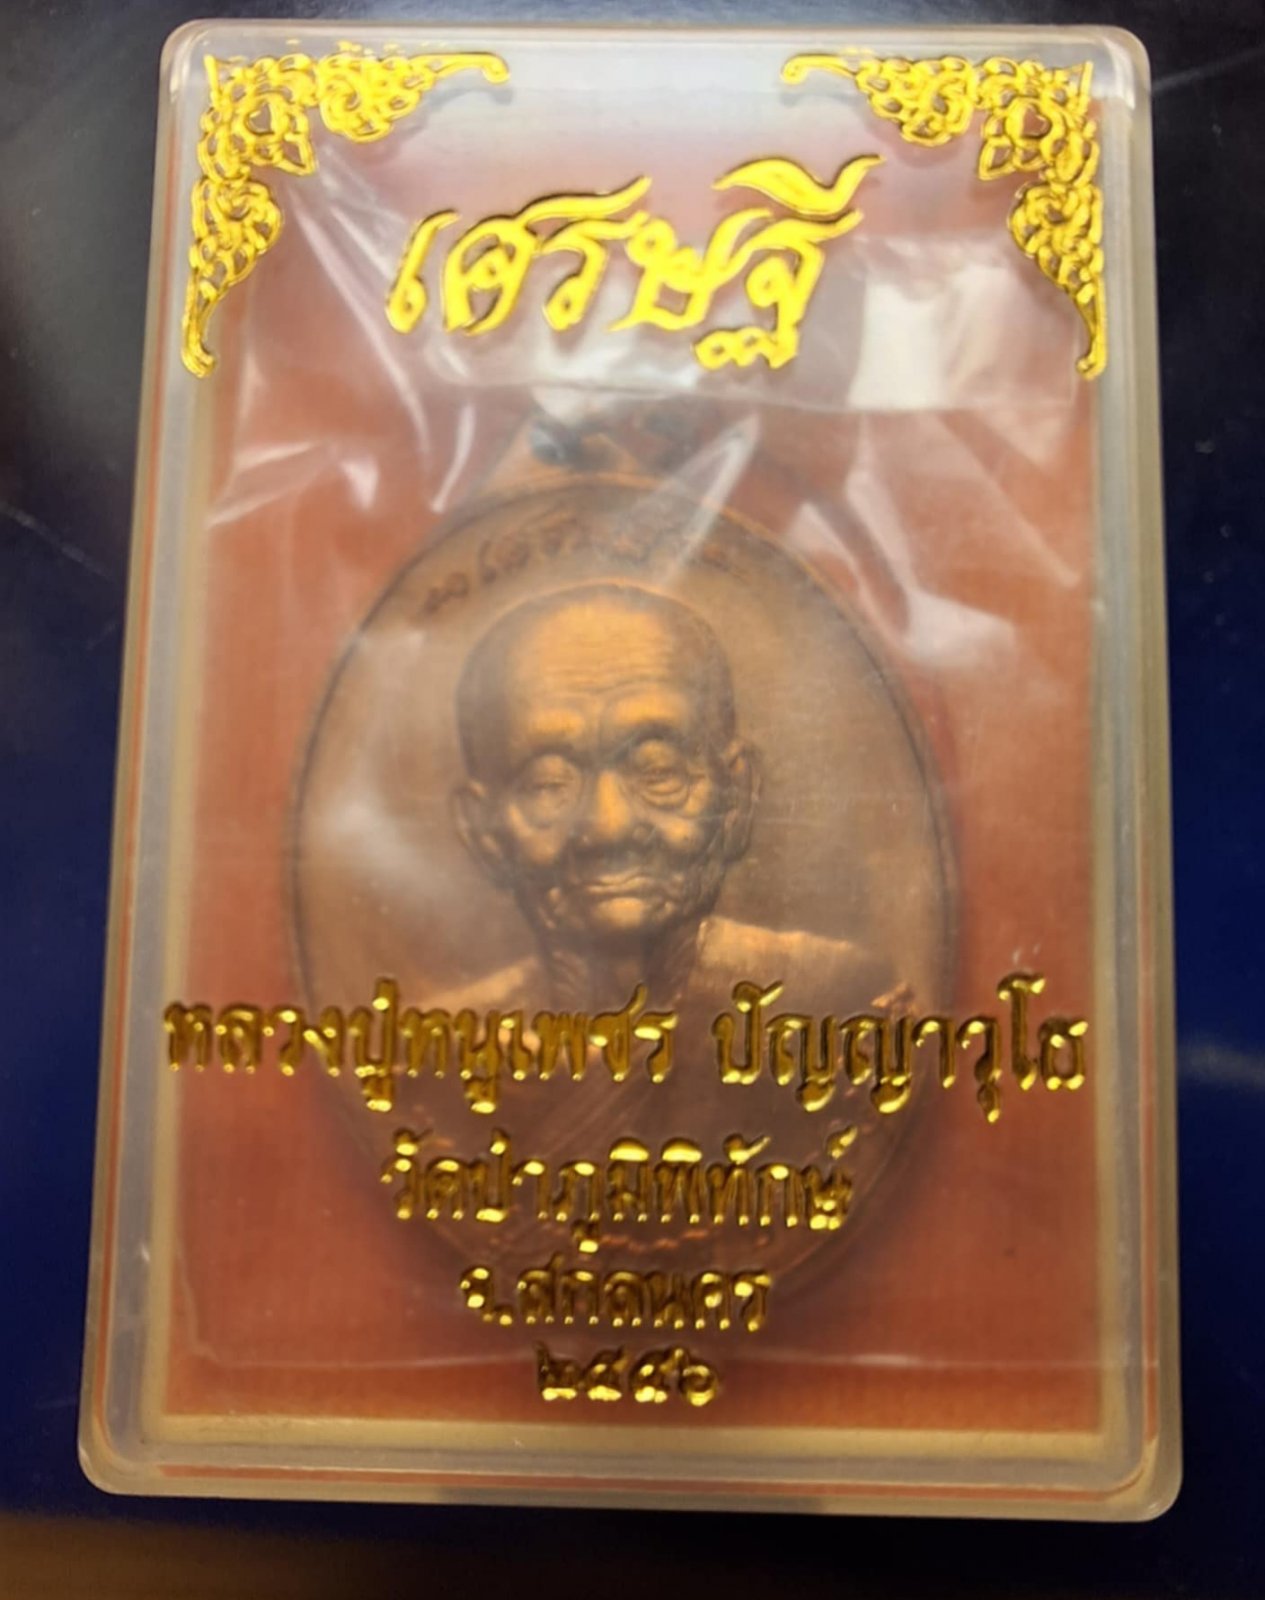 เศรษฐี
หลวงปู่หนูเพชร ปัญญาวุโธ
วัดป่าภูมิพิทักษ์
จ.สกลนคร
๒๕๕๖